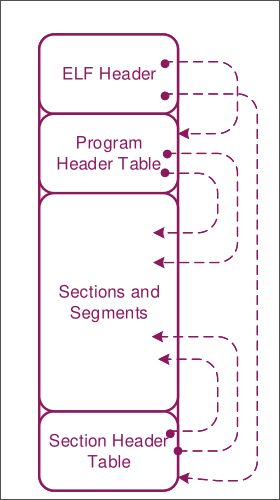 ELF Header
Program
Header Table
Sections and
Segments
Section Header
Table